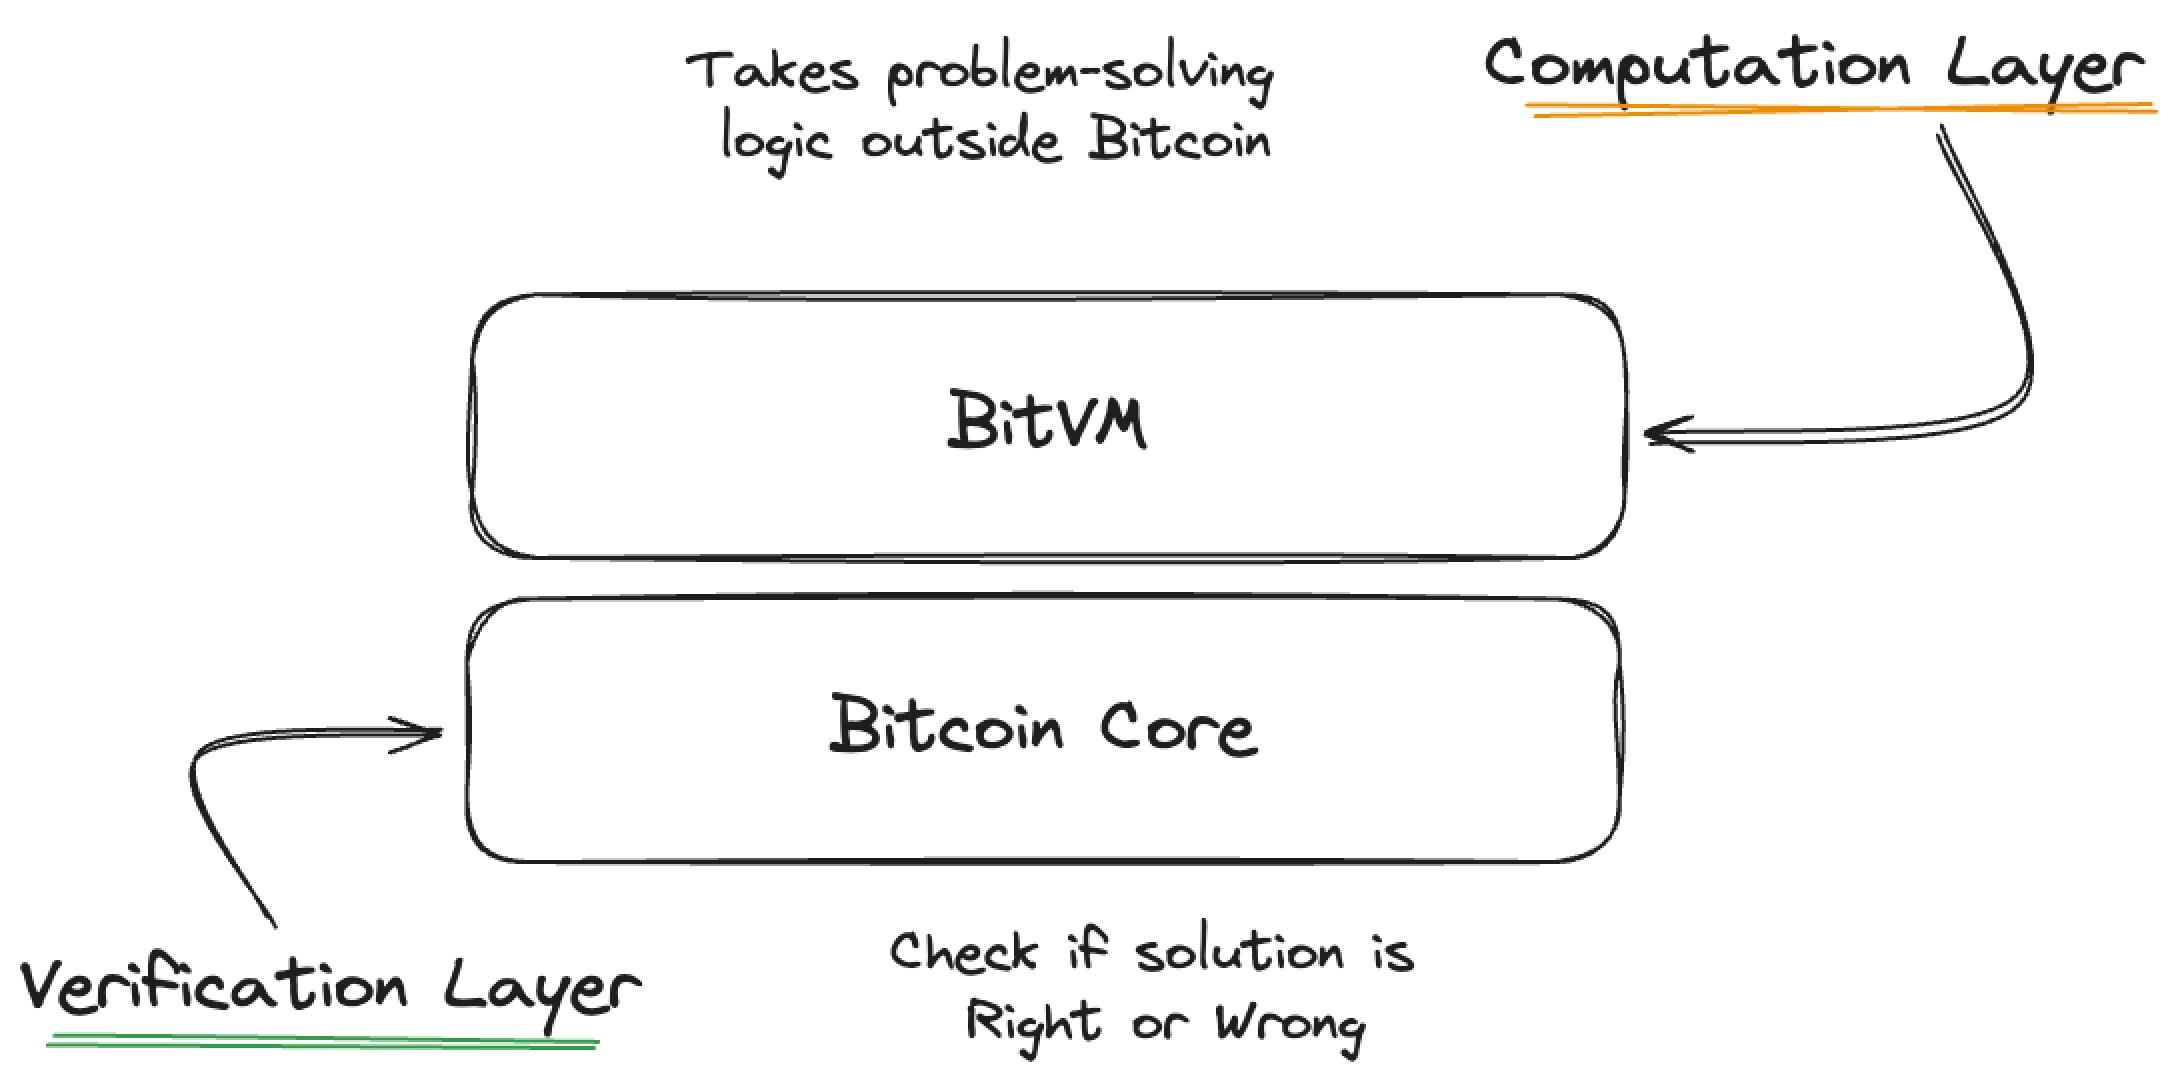 Takes problem-solving
logic outside Bitcoin
Computation Layer
BitVM
Bitcoin Core
Verification Layer
Check if solution is
Right or Wrong